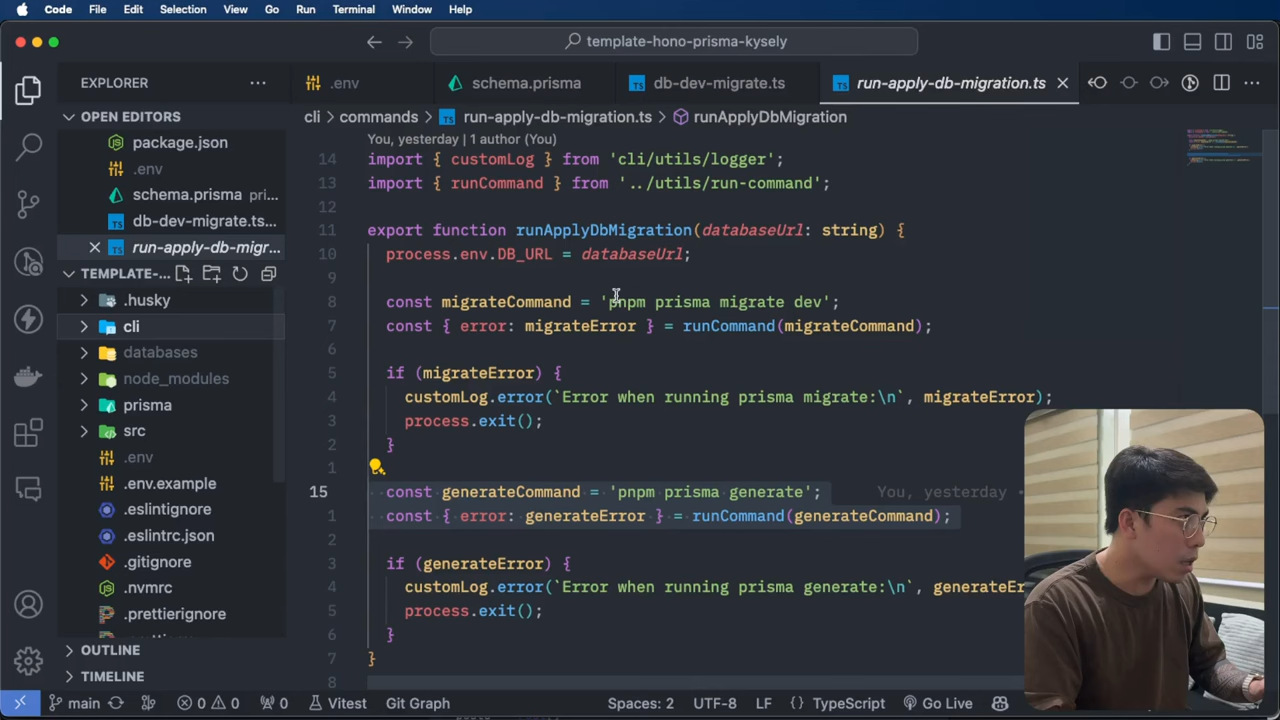 Code File Edit Selection View Go Run Terminal Window Help
template-hono-prisma-kysely
EXPLORER
.env
schema.prisma
db-dev-migrate.ts
run-apply-db-migration.ts
cli > commands > run-apply-db-migration.ts > runApplyDbMigration
OPEN EDITORS
package.json
.env
schema.prisma pri...
db-dev-migrate.ts...
run-apply-db-migr...
TEMPLATE-...
.husky
cli
databases
node_modules
prisma
src
.env
.env.example
.eslintignore
.eslintrc.json
.gitignore
.nvmrc
.prettierignore
OUTLINE
TIMELINE
You, yesterday | 1 author (You)
14 import { customLog } from 'cli/utils/logger';
13 import { runCommand } from '../utils/run-command';
12
11 export function runApplyDbMigration(databaseUrl: string) {
10 process.env.DB_URL = databaseUrl;
9
8 const migrateCommand = 'pnpm prisma migrate dev';
7 const { error: migrateError } = runCommand(migrateCommand);
6
5 if (migrateError) {
4 customLog.error(`Error when running prisma migrate:\n`, migrateError);
3 process.exit();
2 }
1
15 const generateCommand = 'pnpm prisma generate'; You, yesterday •
1 const { error: generateError } = runCommand(generateCommand);
2
3 if (generateError) {
4 customLog.error(`Error when running prisma generate:\n`, generateEr
5 process.exit();
6 }
7 }
8
main 0 0 0 Vitest Git Graph Spaces: 2 UTF-8 LF {} TypeScript Go Live